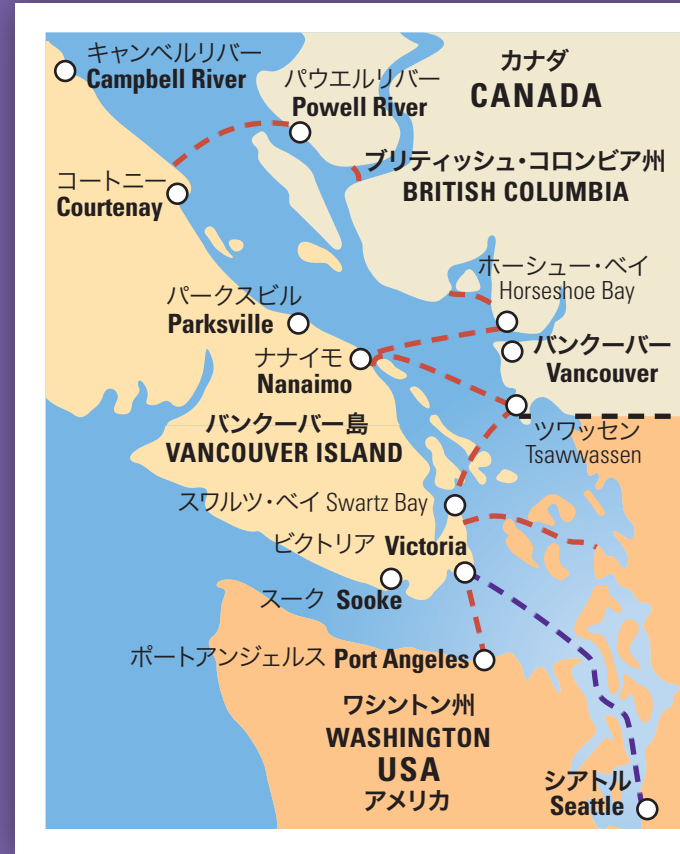 キャンベルリバー
Campbell River
パウエルリバー
Powell River
カナダ
CANADA
ブリティッシュ・コロンビア州
BRITISH COLUMBIA
コートニー
Courtenay
ホーシュー・ベイ
Horseshoe Bay
パークスビル
Parksville
バンクーバー
Vancouver
ナナイモ
Nanaimo
バンクーバー島
VANCOUVER ISLAND
ツワッセン
Tsawwassen
スワルツ・ベイ Swartz Bay
ビクトリア Victoria
スーク Sooke
ポートアンジェルス Port Angeles
ワシントン州
WASHINGTON
USA
アメリカ
シアトル
Seattle